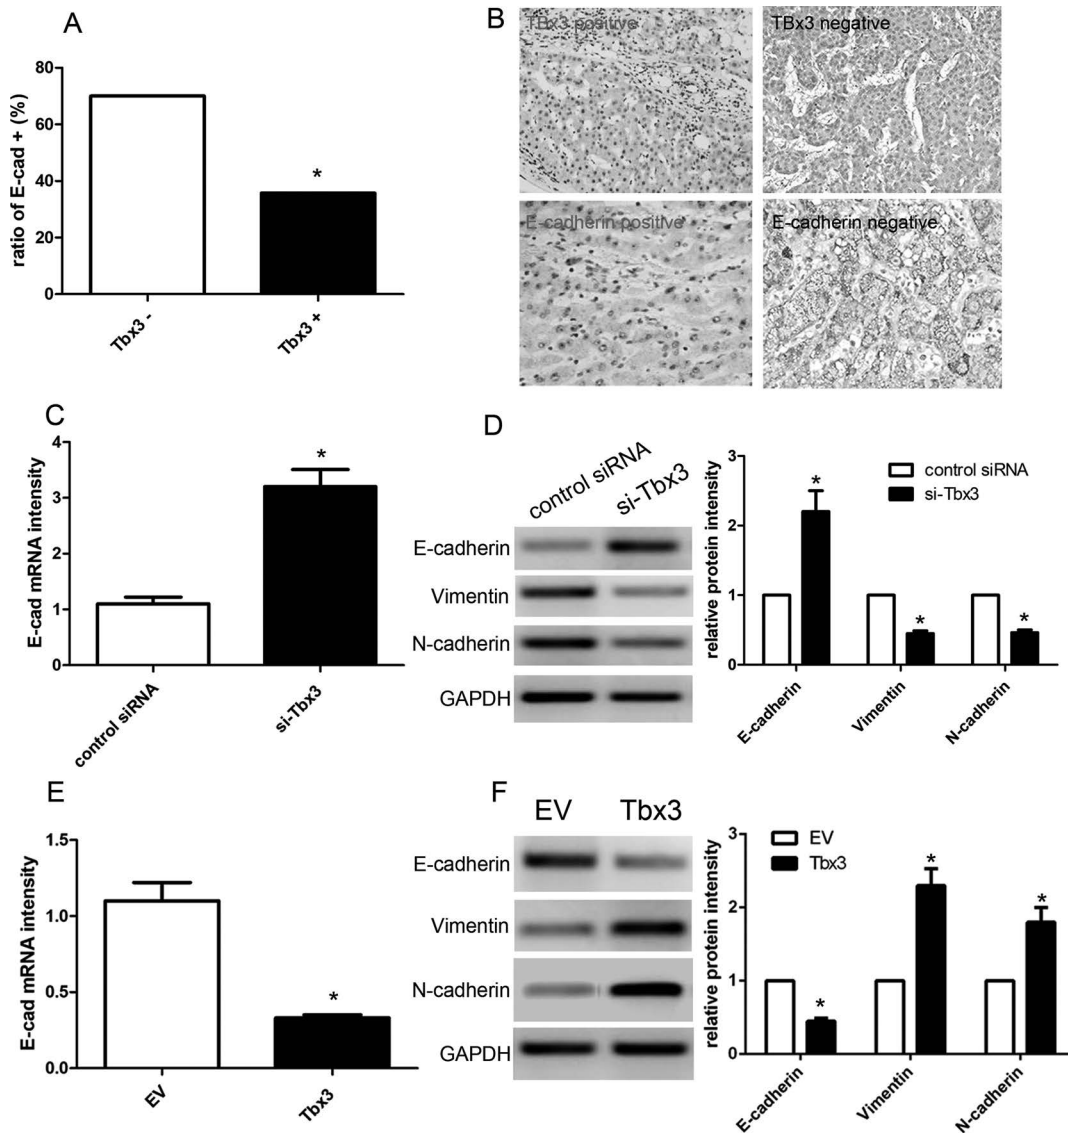 A
ratio of E-cad + (%)
80
60
40
20
0
*
Tbx3 -
Tbx3 +
B
TBx3 positive
TBx3 negative
E-cadherin positive
E-cadherin negative
C
E-cad mRNA intensity
4
3
2
1
0
*
control siRNA
si-Tbx3
D
control siRNA
si-Tbx3
E-cadherin
Vimentin
N-cadherin
GAPDH
relative protein intensity
3
2
1
0
control siRNA
si-Tbx3
*
*
*
E-cadherin
Vimentin
N-cadherin
E
E-cad mRNA intensity
1.5
1.0
0.5
0.0
*
EV
Tbx3
F
EV
Tbx3
E-cadherin
Vimentin
N-cadherin
GAPDH
relative protein intensity
3
2
1
0
EV
Tbx3
*
*
*
E-cadherin
Vimentin
N-cadherin